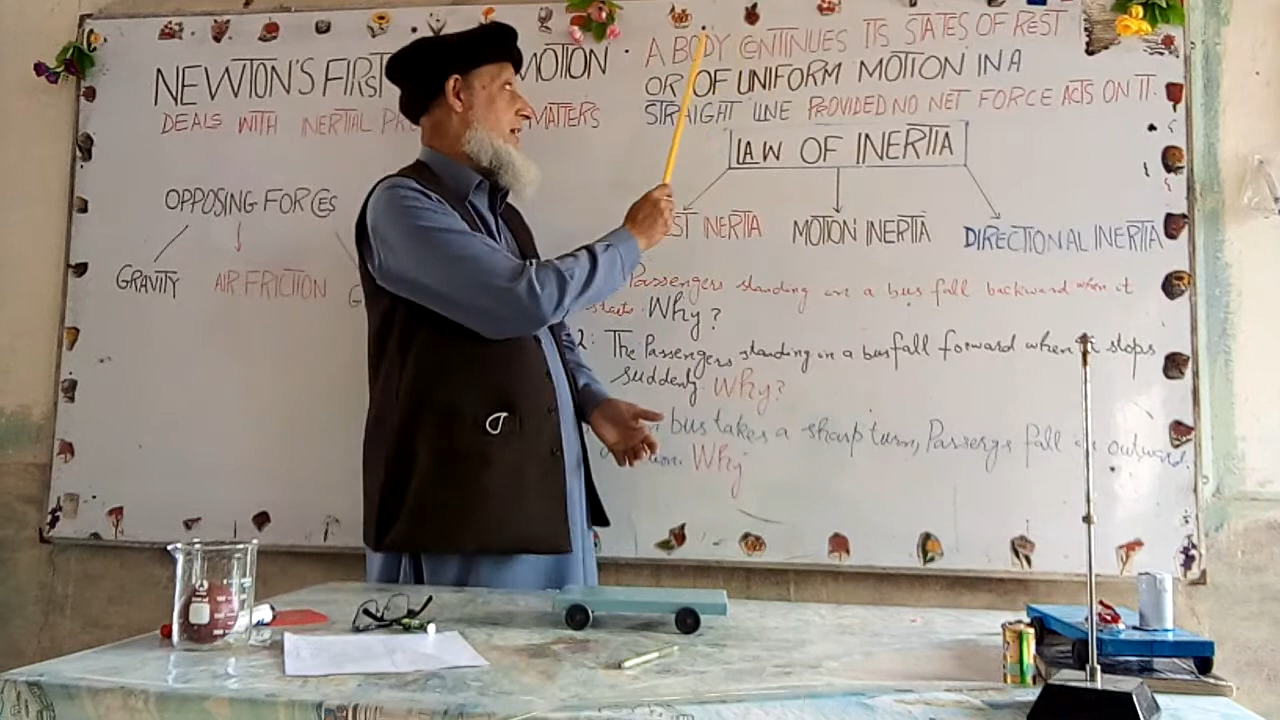 NEWTON'S FIRST MOTION
DEALS WITH INERTIAL MATTERS
A BODY CONTINUES ITS STATES OF REST
OR OF UNIFORM MOTION IN A
STRAIGHT LINE PROVIDED NO NET FORCE ACTS ON IT.
LAW OF INERTIA
INERTIA MOTION INERTIA DIRECTIONAL INERTIA
OPPOSING FORCES
GRAVITY AIR FRICTION
Passengers standing in a bus fall backward when it
starts. Why?
2: The Passengers standing in a bus fall forward when it stops
suddenly. Why?
bus takes a sharp turn, Passengs fall outward
Why